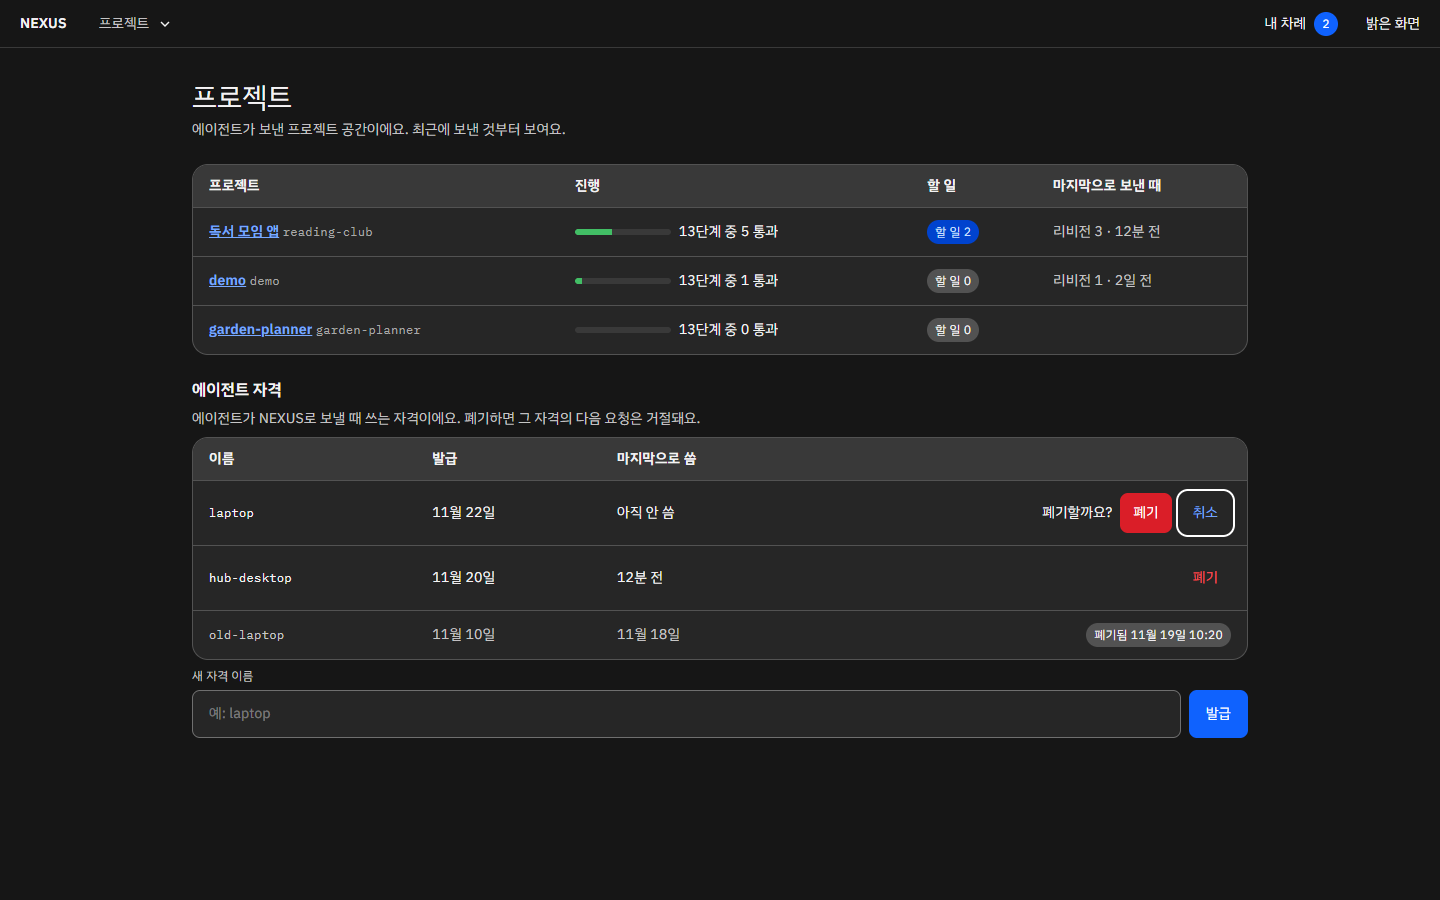 NEXUS 프로젝트 내 차례 2 밝은 화면
프로젝트
에이전트가 보낸 프로젝트 공간이에요. 최근에 보낸 것부터 보여요.
프로젝트 진행 할 일 마지막으로 보낸 때
독서 모임 앱 reading-club 13단계 중 5 통과 할 일 2 리비전 3 · 12분 전
demo demo 13단계 중 1 통과 할 일 0 리비전 1 · 2일 전
garden-planner garden-planner 13단계 중 0 통과 할 일 0
에이전트 자격
에이전트가 NEXUS로 보낼 때 쓰는 자격이에요. 폐기하면 그 자격의 다음 요청은 거절돼요.
이름 발급 마지막으로 씀
laptop 11월 22일 아직 안 씀 폐기할까요? 폐기 취소
hub-desktop 11월 20일 12분 전 폐기
old-laptop 11월 10일 11월 18일 폐기됨 11월 19일 10:20
새 자격 이름
예: laptop 발급